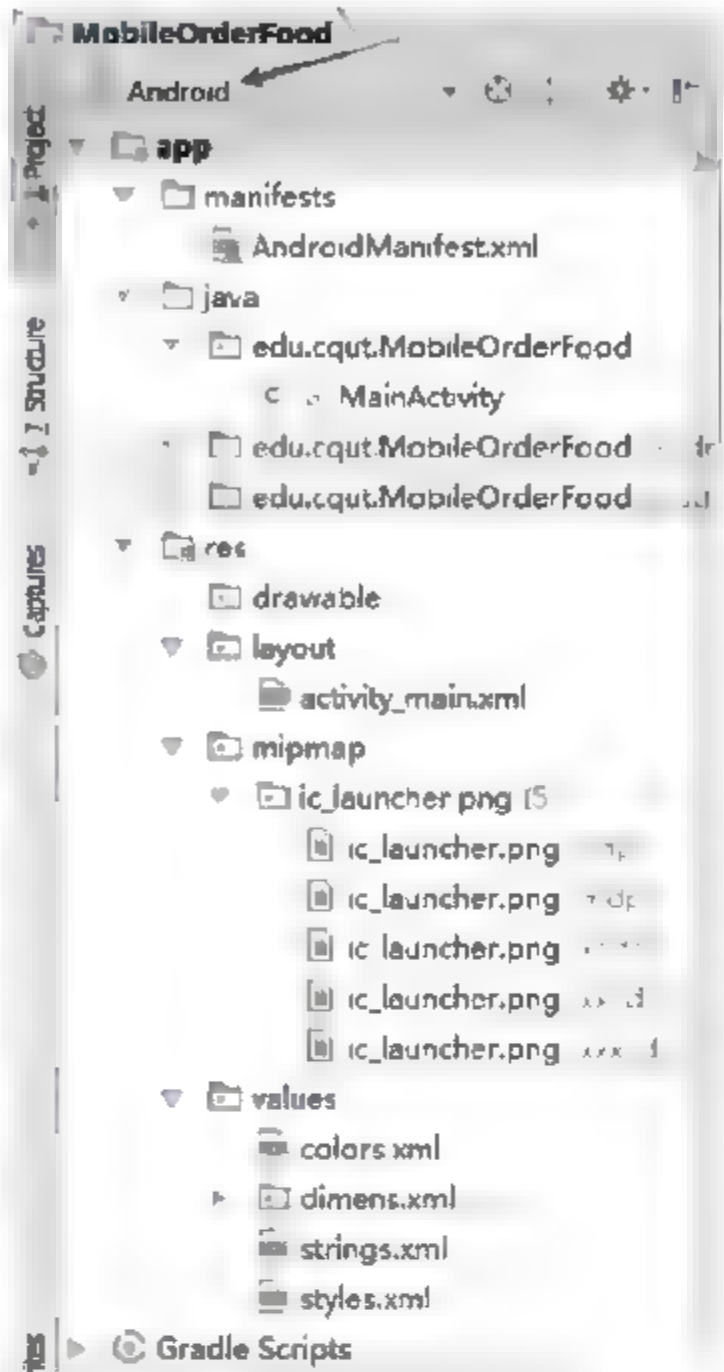 MobileOrderFood
Android
1: Project
app
manifests
AndroidManifest.xml
java
edu.cqut.MobileOrderFood
C MainActivity
edu.cqut.MobileOrderFood
edu.cqut.MobileOrderFood
7: Structure
res
drawable
Captures
layout
activity_main.xml
mipmap
ic_launcher.png (5
ic_launcher.png
ic_launcher.png
ic_launcher.png
ic_launcher.png
ic_launcher.png
values
colors.xml
dimens.xml
strings.xml
styles.xml
Gradle Scripts